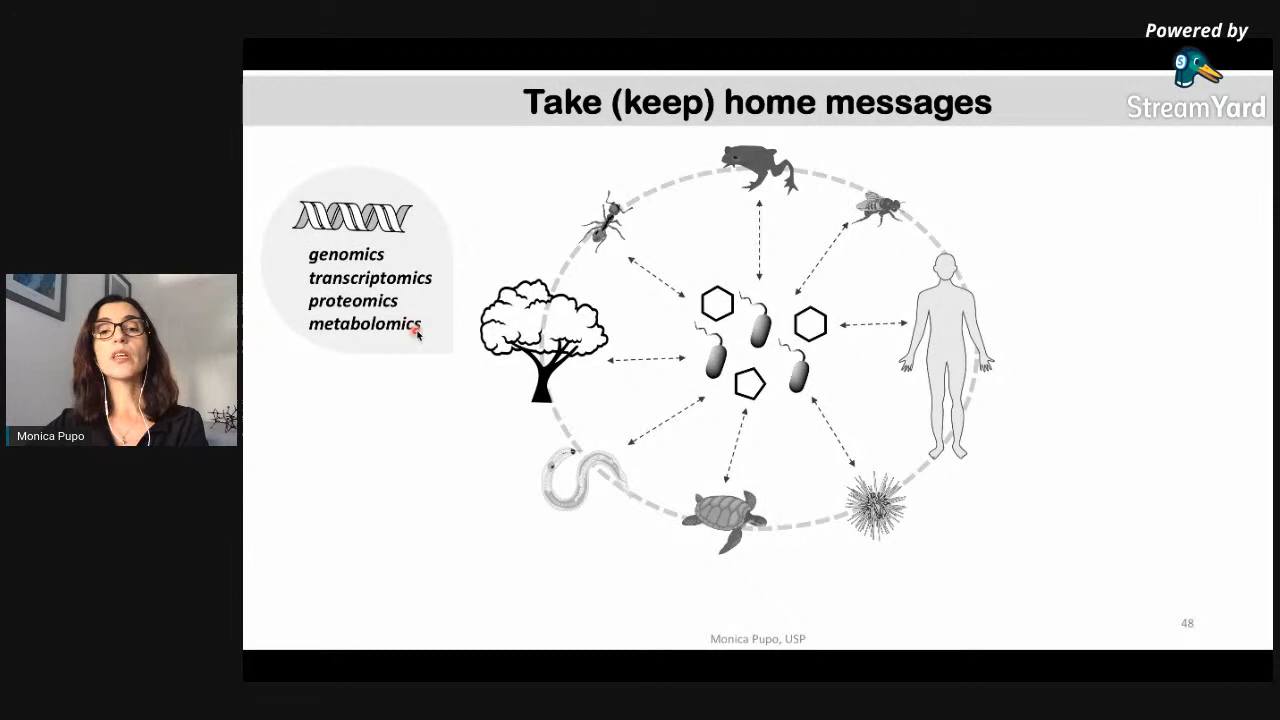 Powered by
StreamYard
Take (keep) home messages
genomics
transcriptomics
proteomics
metabolomics
Monica Pupo
48
Monica Pupo, USP